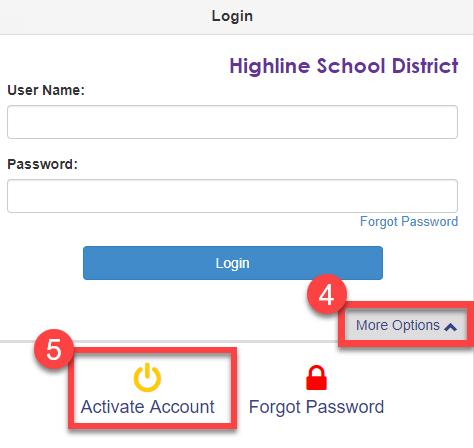 Login
Highline School District
User Name:
Password:
Forgot Password
Login
4
More Options
5
Activate Account
Forgot Password